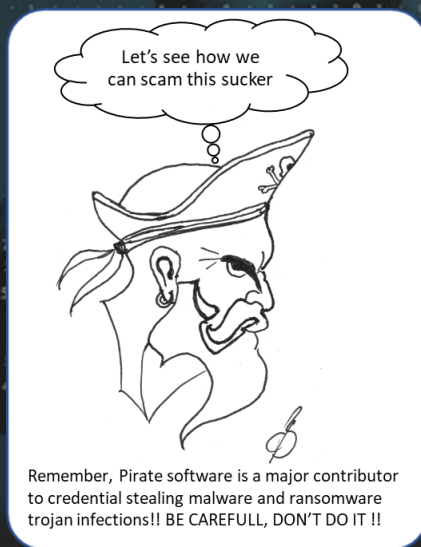 Let's see how we
can scam this sucker
Remember, Pirate software is a major contributor
to credential stealing malware and ransomware
trojan infections!! BE CAREFULL, DON'T DO IT !!